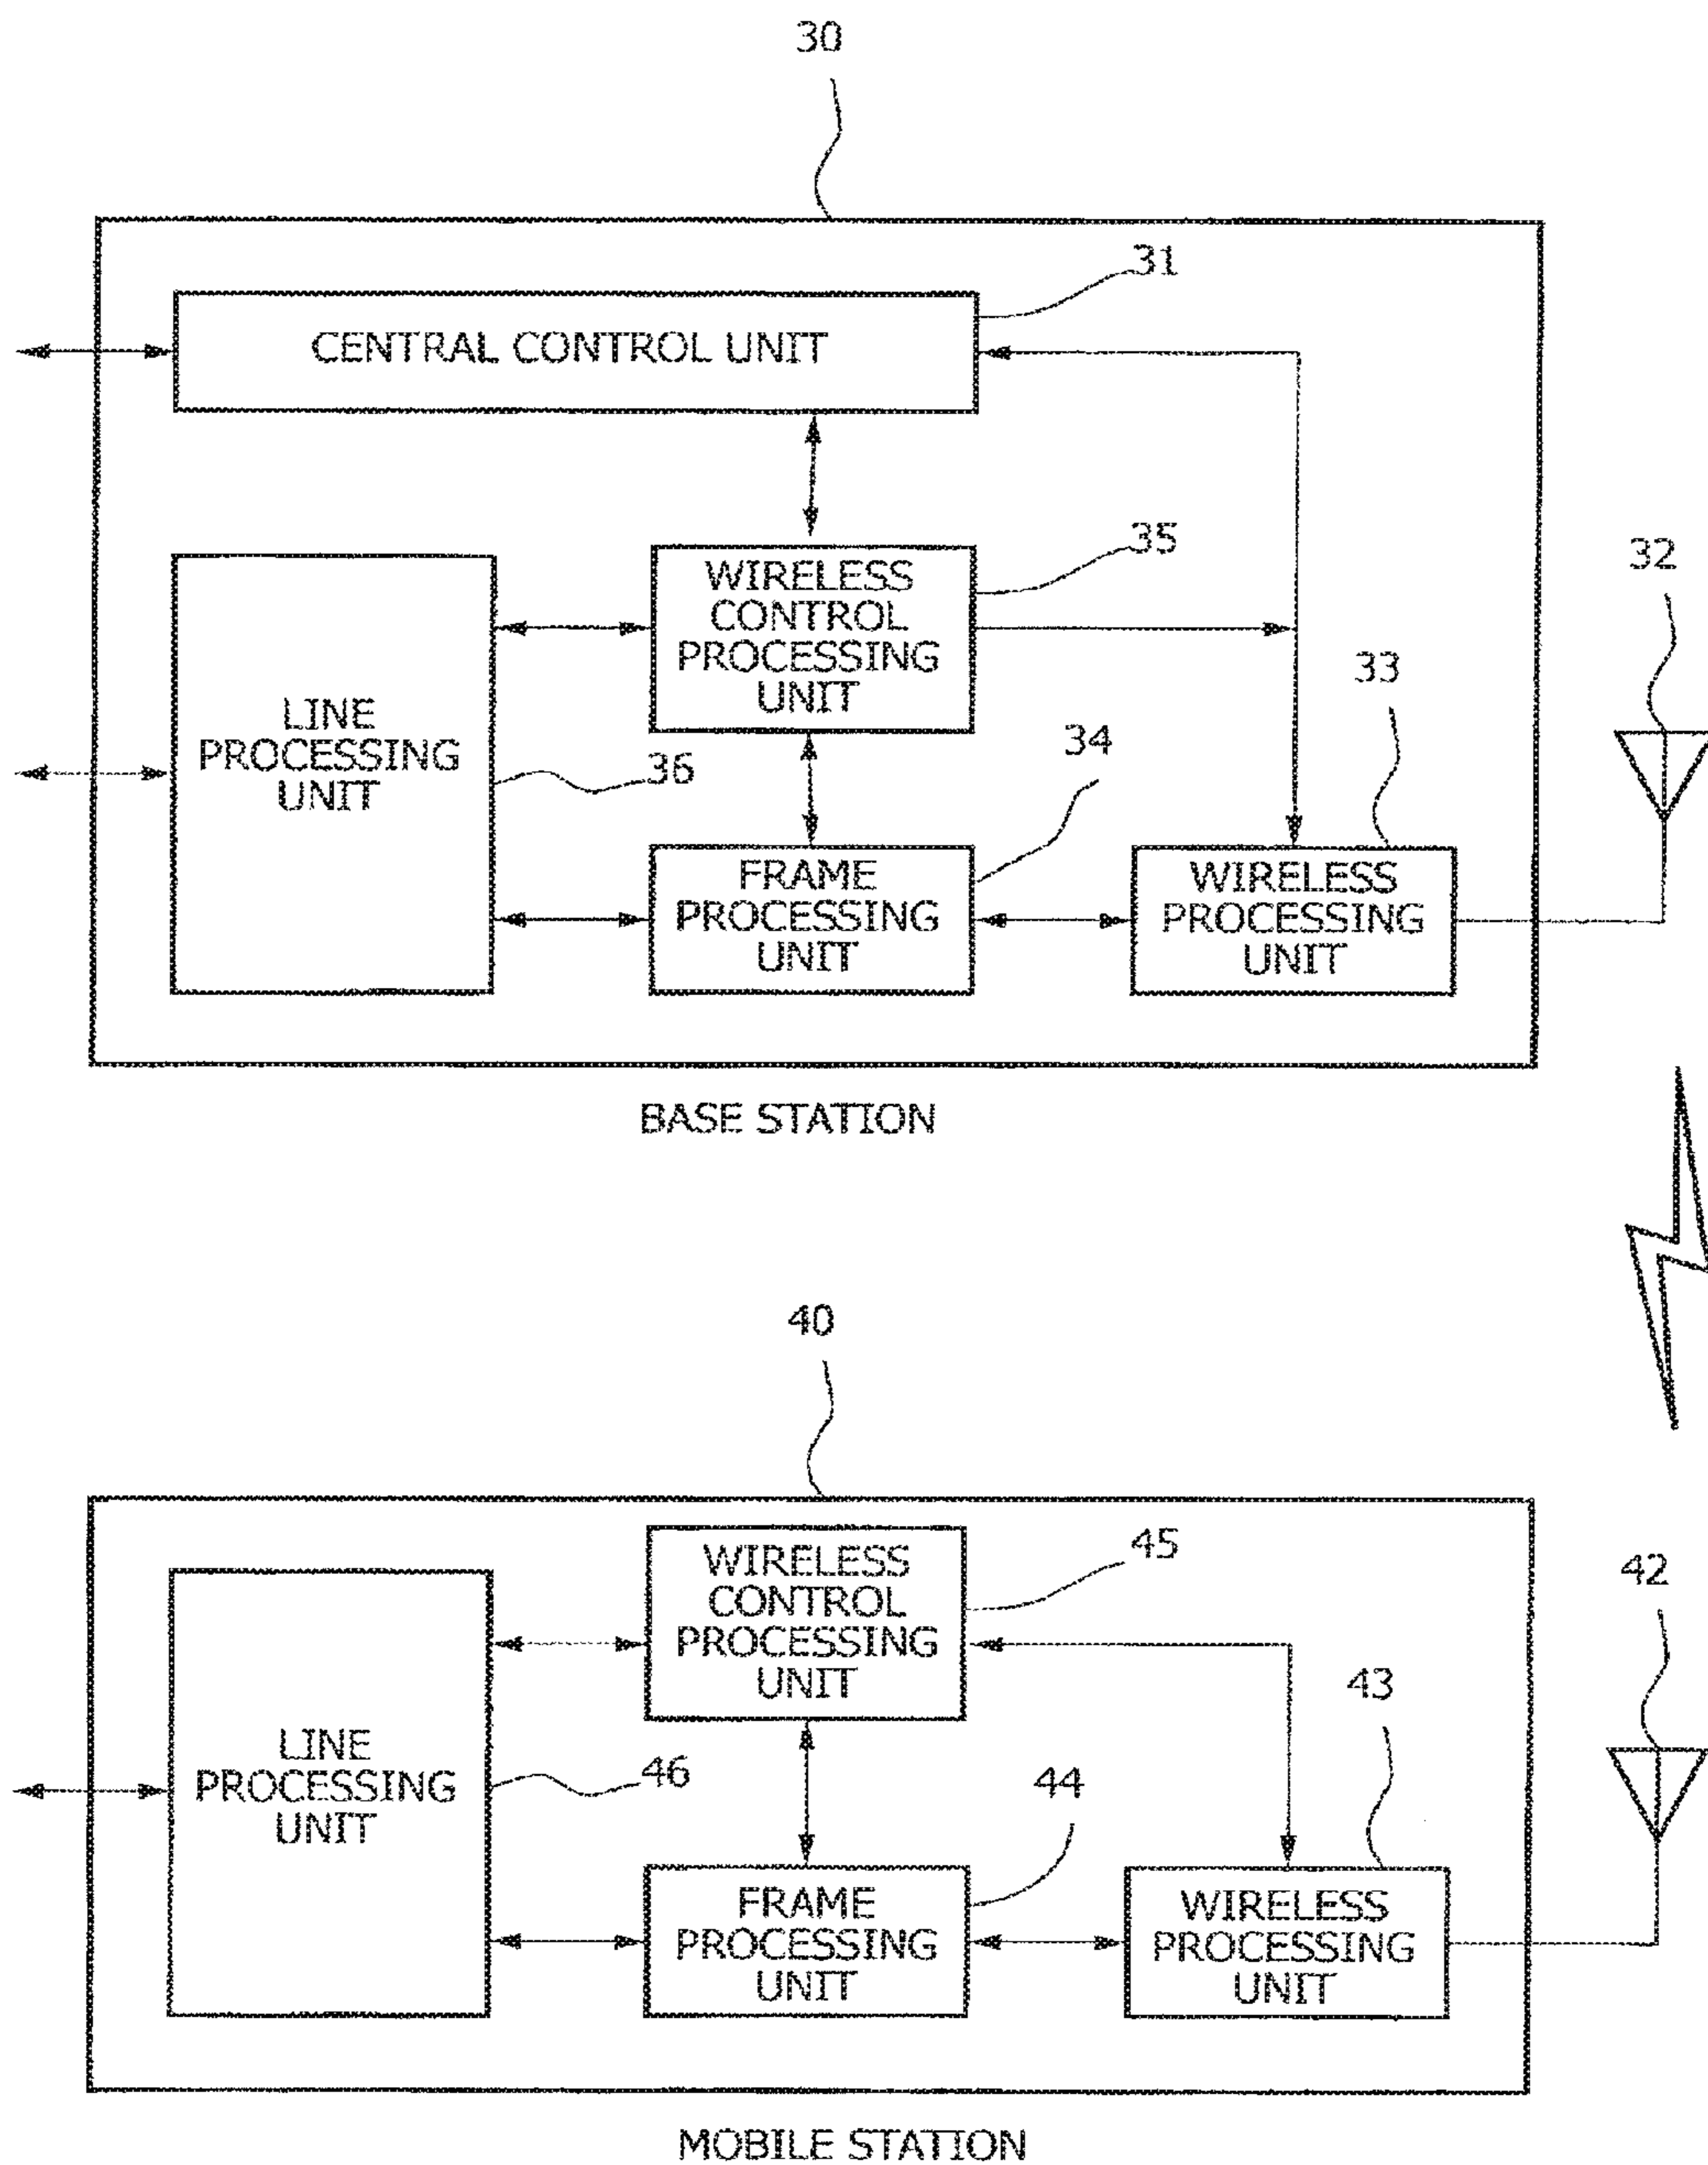 30
31
CENTRAL CONTROL UNIT
35
WIRELESS
CONTROL
PROCESSING
UNIT
32
33
LINE
PROCESSING
UNIT
36
34
FRAME
PROCESSING
UNIT
WIRELESS
PROCESSING
UNIT
BASE STATION
40
45
WIRELESS
CONTROL
PROCESSING
UNIT
42
43
LINE
PROCESSING
UNIT
46
44
FRAME
PROCESSING
UNIT
WIRELESS
PROCESSING
UNIT
MOBILE STATION